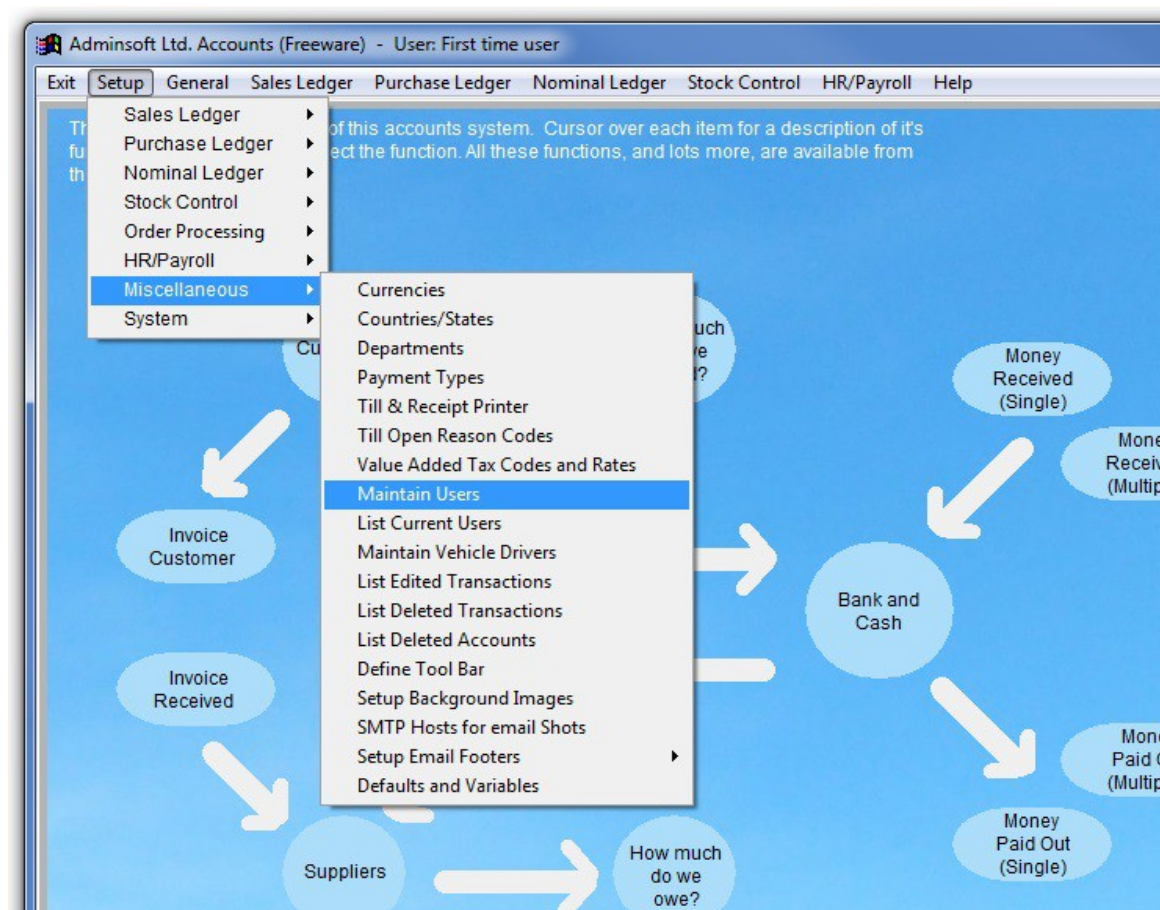 Adminsoft Ltd. Accounts (Freeware) - User: First time user
Exit Setup General Sales Ledger Purchase Ledger Nominal Ledger Stock Control HR/Payroll Help
of this accounts system. Cursor over each item for a description of it's
ect the function. All these functions, and lots more, are available from
Sales Ledger
Purchase Ledger
Nominal Ledger
Stock Control
Order Processing
HR/Payroll
Miscellaneous
System
Currencies
Countries/States
Departments
Payment Types
Till & Receipt Printer
Till Open Reason Codes
Value Added Tax Codes and Rates
Maintain Users
List Current Users
Maintain Vehicle Drivers
List Edited Transactions
List Deleted Transactions
List Deleted Accounts
Define Tool Bar
Setup Background Images
SMTP Hosts for email Shots
Setup Email Footers
Defaults and Variables
Money
Received
(Single)
Invoice
Customer
Bank and
Cash
Invoice
Received
Money
Paid Out
(Single)
Suppliers
How much
do we
owe?